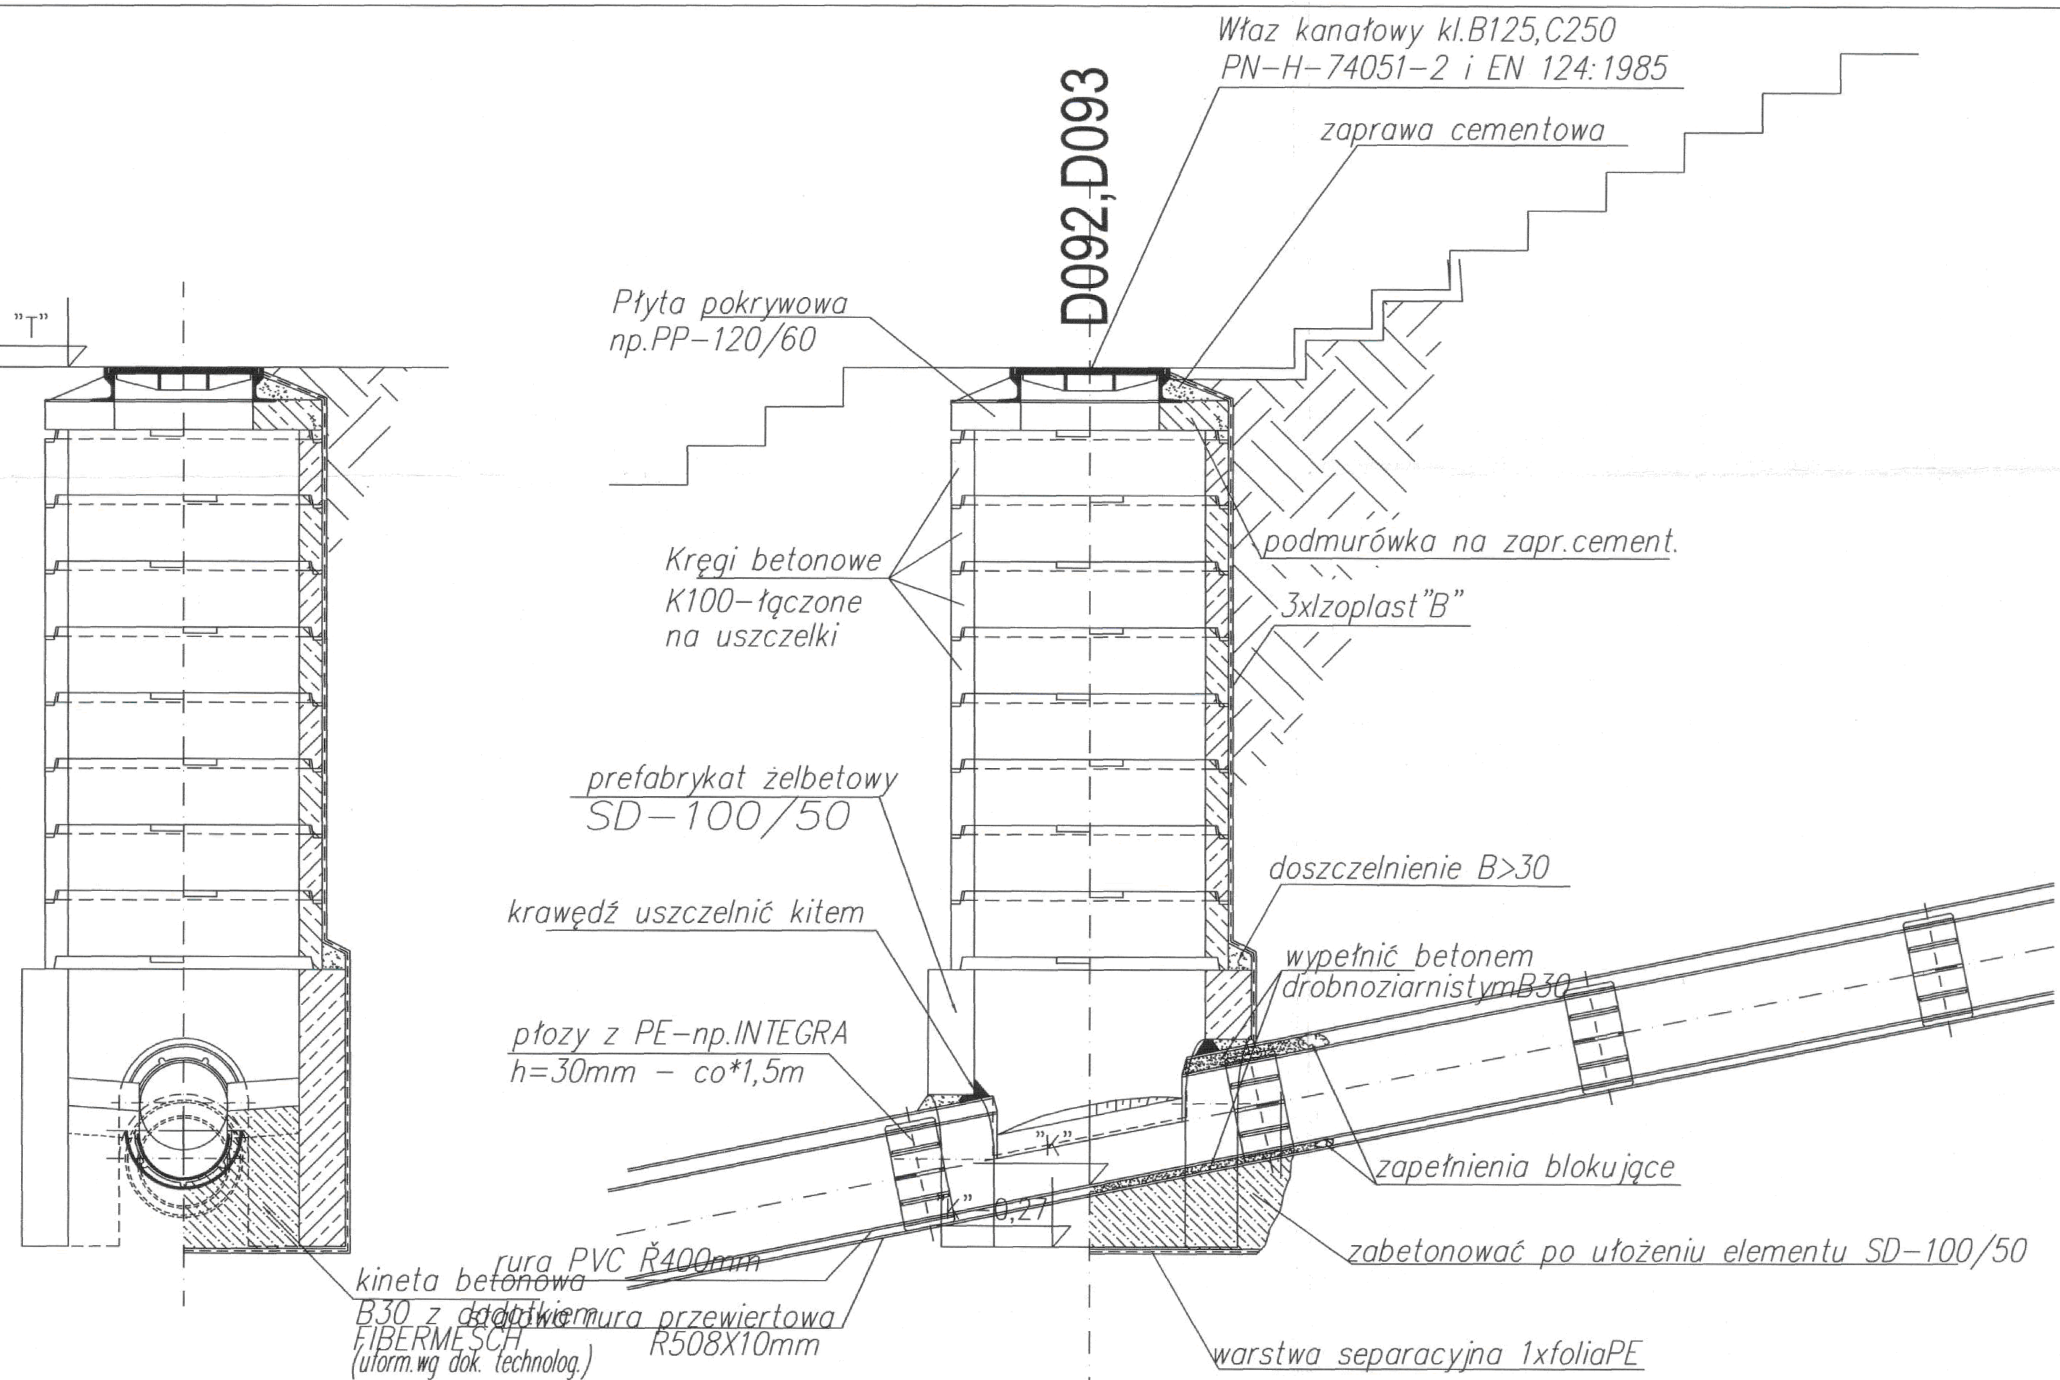 Właz kanałowy kl.B125,C250
PN-H-74051-2 i EN 124:1985
D092,D093
zaprawa cementowa
"T"
Płyta pokrywowa
np.PP-120/60
Kręgi betonowe
K100-łączone
na uszczelki
podmurówka na zapr.cement.
3xIzoplast"B"
prefabrykat żelbetowy
SD-100/50
doszczelnienie B>30
krawędź uszczelnić kitem
wypełnić betonem
drobnoziarnistymB30
płozy z PE-np.INTEGRA
h=30mm - co*1,5m
"K"
"K"-0,27
zapełnienia blokujące
zabetonować po ułożeniu elementu SD-100/50
rura PVC Ř400mm
kineta betonowa
B30 z dodatkiem
FIBERMESCH
(uform.wg dok. technolog.)
stalowa rura przewiertowa
R508X10mm
warstwa separacyjna 1xfoliaPE